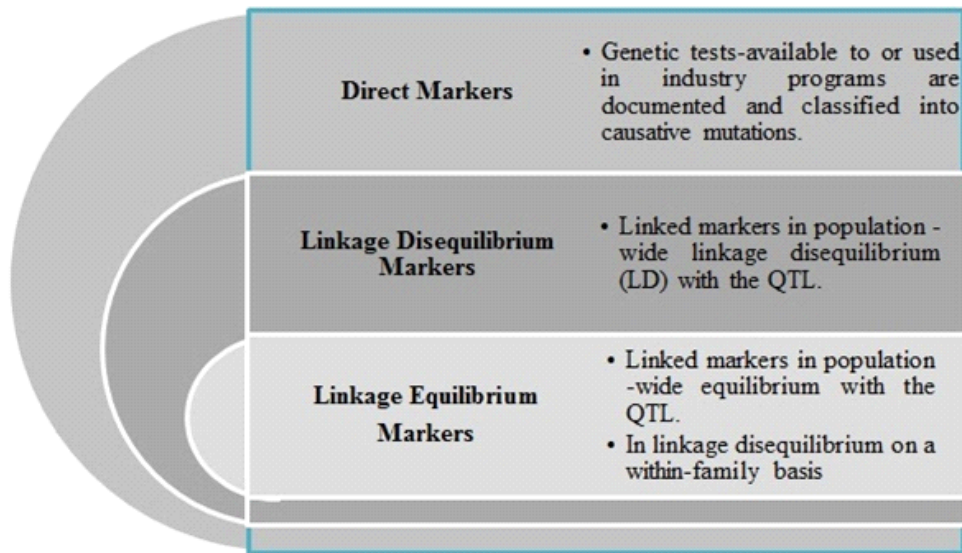 Direct Markers
• Genetic tests-available to or used
in industry programs are
documented and classified into
causative mutations.
Linkage Disequilibrium
Markers
• Linked markers in population -
wide linkage disequilibrium
(LD) with the QTL.
Linkage Equilibrium
Markers
• Linked markers in population
-wide equilibrium with the
QTL.
• In linkage disequilibrium on a
within-family basis